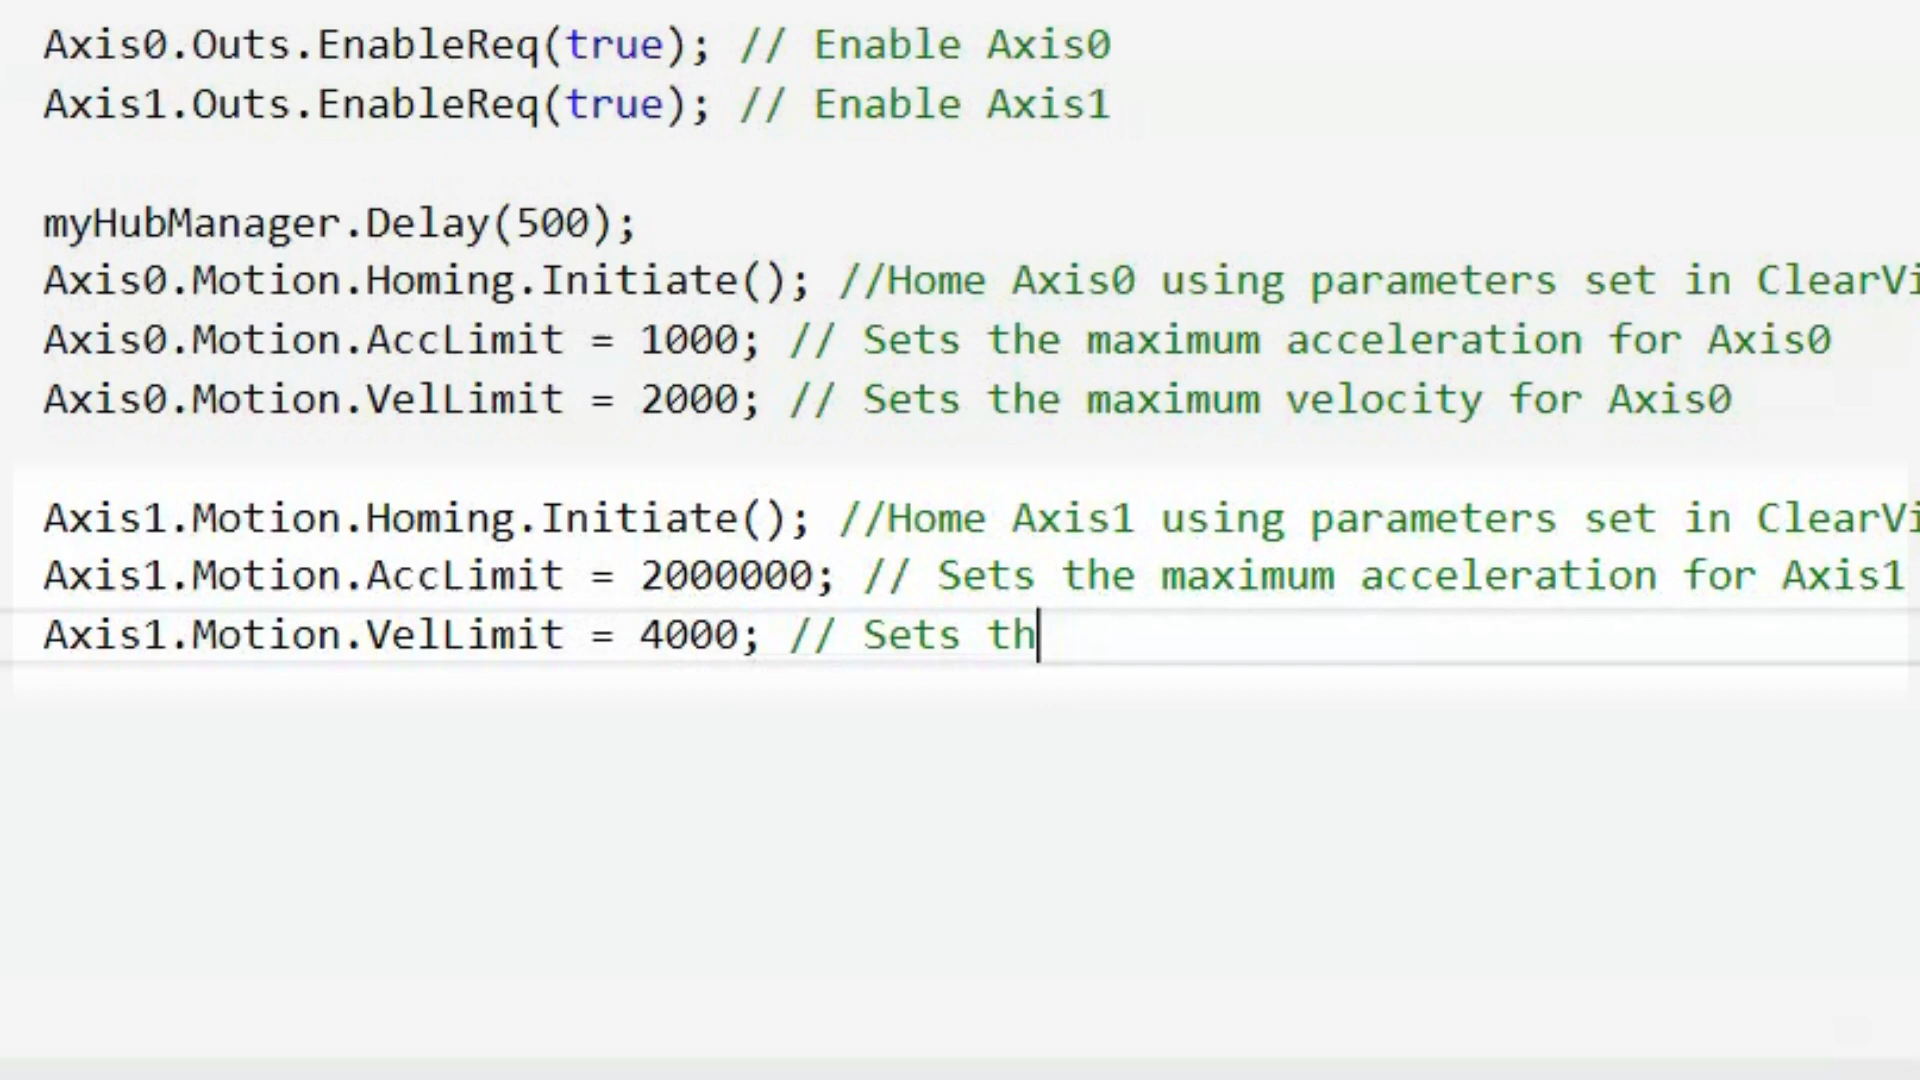 Axis0.Outs.EnableReq(true); // Enable Axis0
Axis1.Outs.EnableReq(true); // Enable Axis1
myHubManager.Delay(500);
Axis0.Motion.Homing.Initiate(); //Home Axis0 using parameters set in ClearVi
Axis0.Motion.AccLimit = 1000; // Sets the maximum acceleration for Axis0
Axis0.Motion.VelLimit = 2000; // Sets the maximum velocity for Axis0
Axis1.Motion.Homing.Initiate(); //Home Axis1 using parameters set in ClearVi
Axis1.Motion.AccLimit = 2000000; // Sets the maximum acceleration for Axis1
Axis1.Motion.VelLimit = 4000; // Sets th